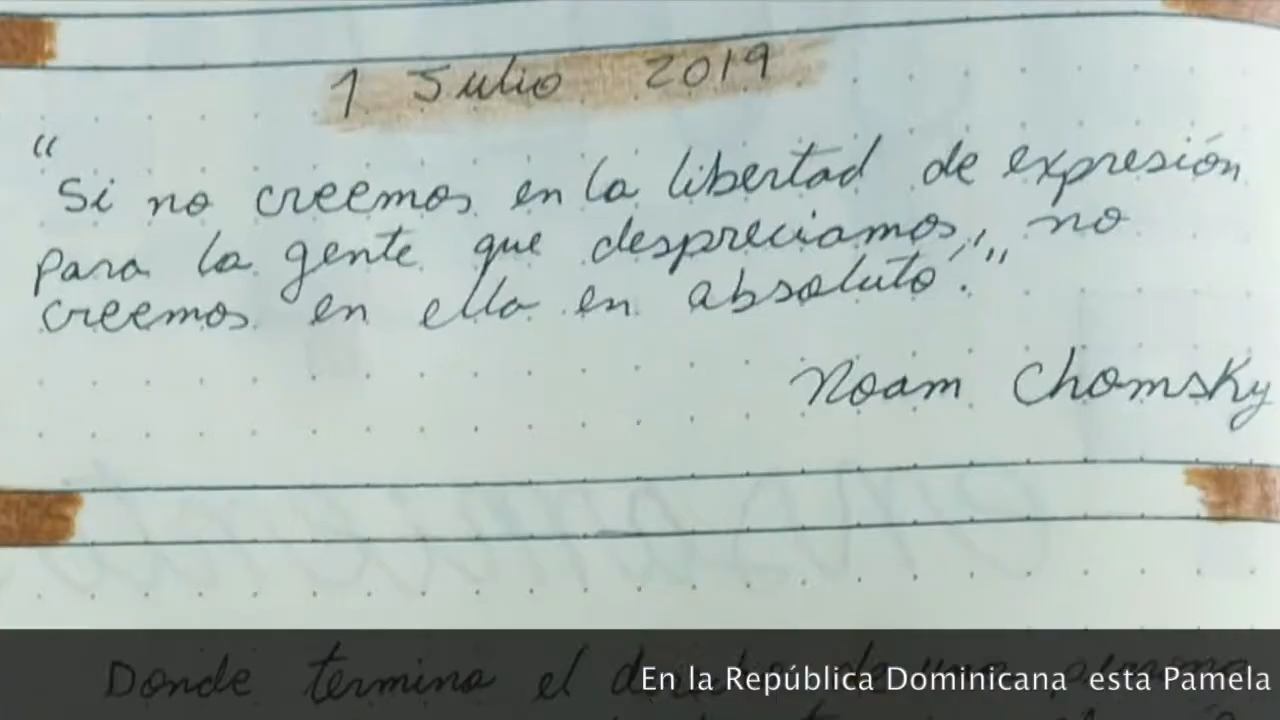 1 Julio 2019
"
Si no creemos en la libertad de expresión
para la gente que despreciamos, no
creemos en ella en absoluto."
Noam Chomsky
Donde termina el
En la República Dominicana esta Pamela